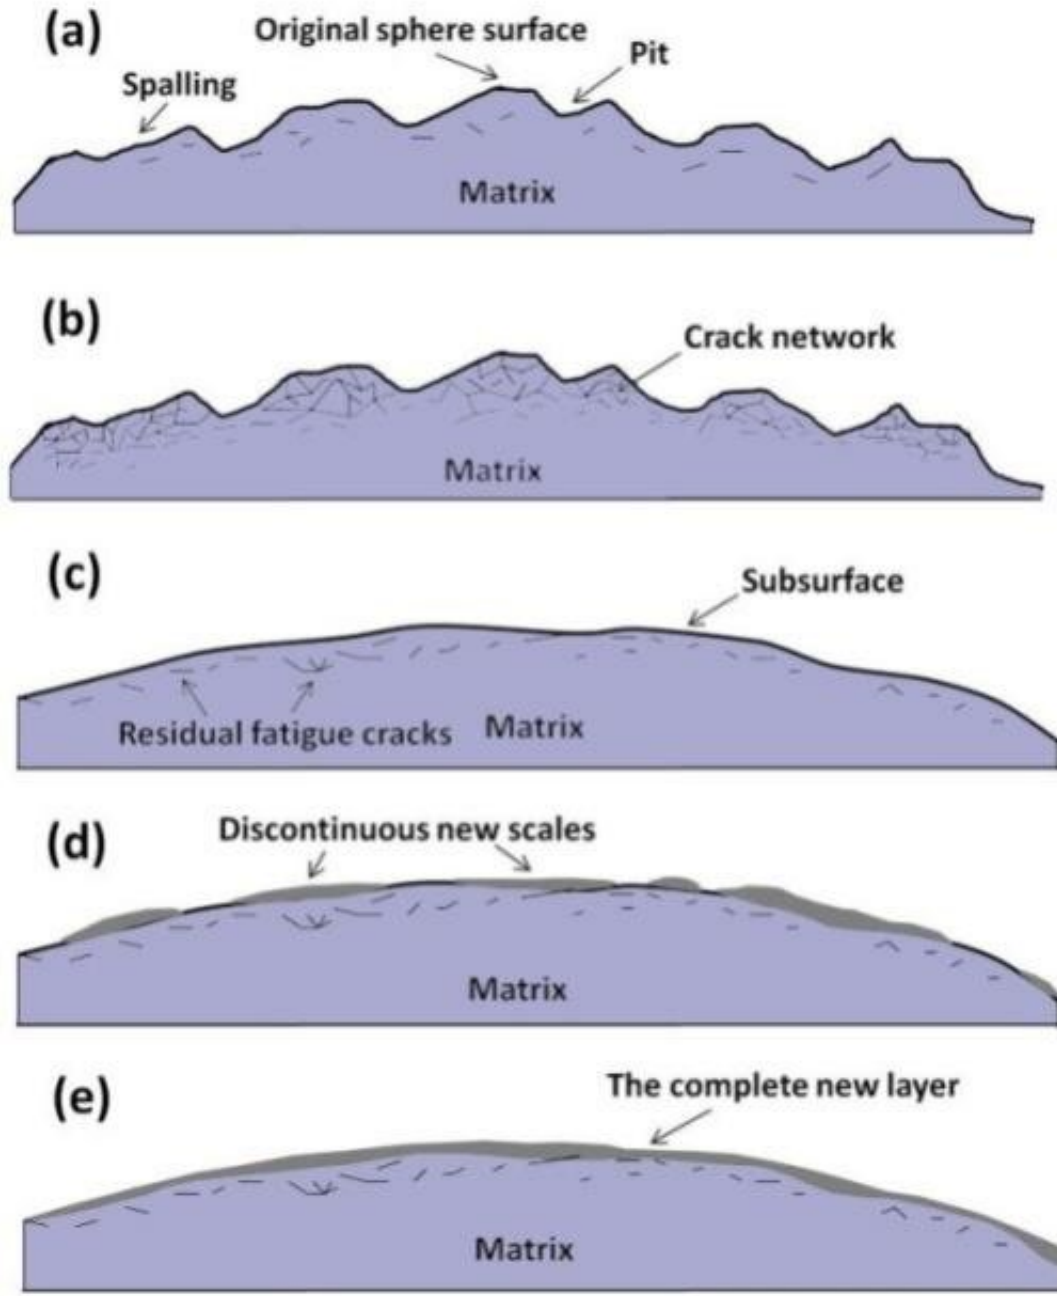 (a)
Original sphere surface
Pit
Spalling
Matrix
(b)
Crack network
Matrix
(c)
Subsurface
Residual fatigue cracks
Matrix
(d)
Discontinuous new scales
Matrix
(e)
The complete new layer
Matrix